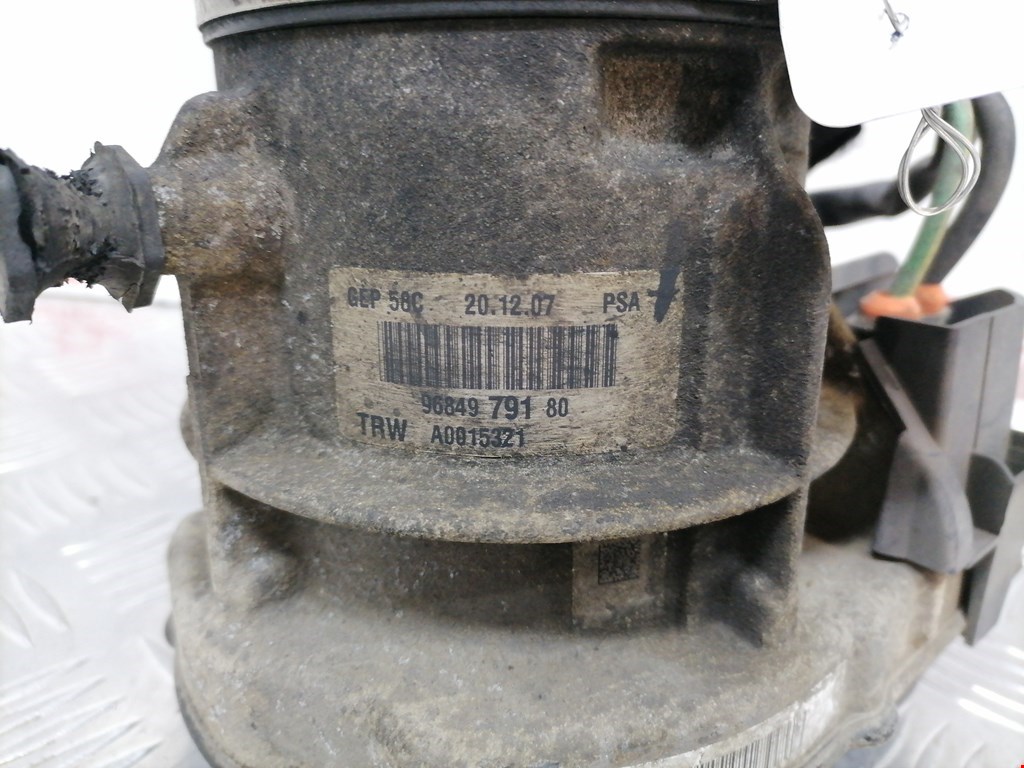 GEP 58C 20.12.07 PSA
96849 791 80
TRW A0015321